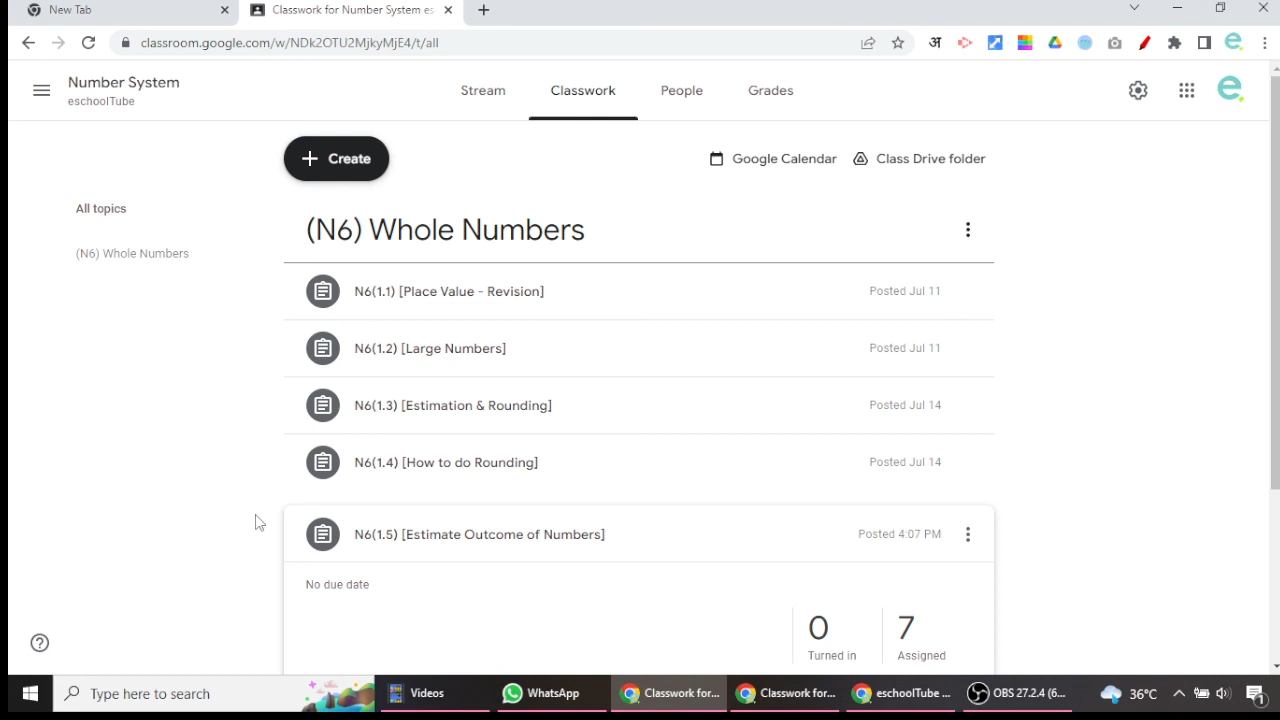 New Tab
Classwork for Number System es
classroom.google.com/w/NDk2OTU2MjkyMjE4/t/all
अ
e
Number System
eschoolTube
Stream
Classwork
People
Grades
e
Create
Google Calendar
Class Drive folder
All topics
(N6) Whole Numbers
(N6) Whole Numbers
N6(1.1) [Place Value - Revision]
Posted Jul 11
N6(1.2) [Large Numbers]
Posted Jul 11
N6(1.3) [Estimation & Rounding]
Posted Jul 14
N6(1.4) [How to do Rounding]
Posted Jul 14
N6(1.5) [Estimate Outcome of Numbers]
Posted 4:07 PM
No due date
0
Turned in
7
Assigned
Type here to search
Videos
WhatsApp
Classwork for...
Classwork for...
eschoolTube ...
OBS 27.2.4 (6...
36°C
1